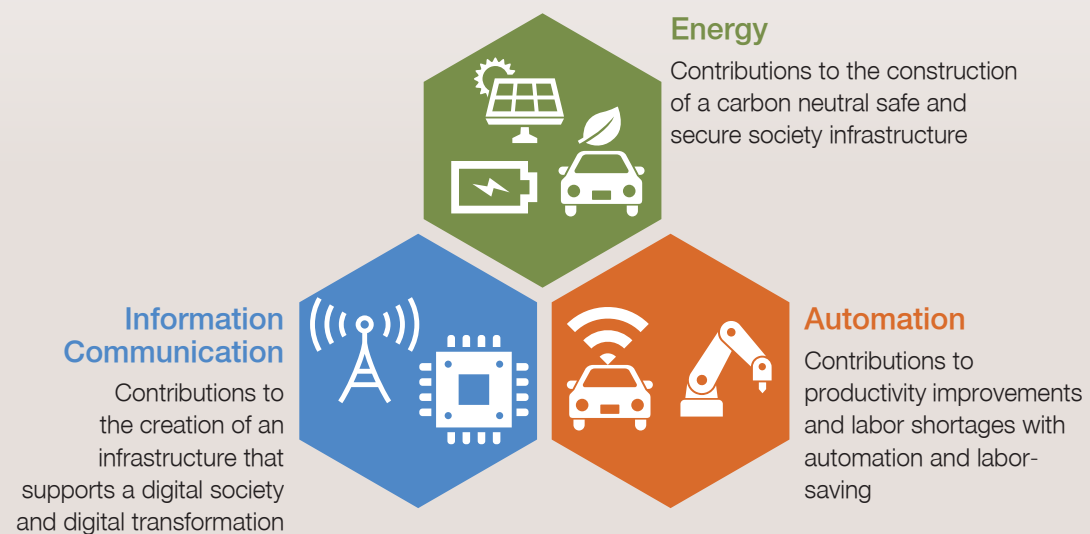 Energy
Contributions to the construction
of a carbon neutral safe and
secure society infrastructure
Information
Communication
Contributions to
the creation of an
infrastructure that
supports a digital society
and digital transformation
Automation
Contributions to
productivity improvements
and labor shortages with
automation and labor-
saving